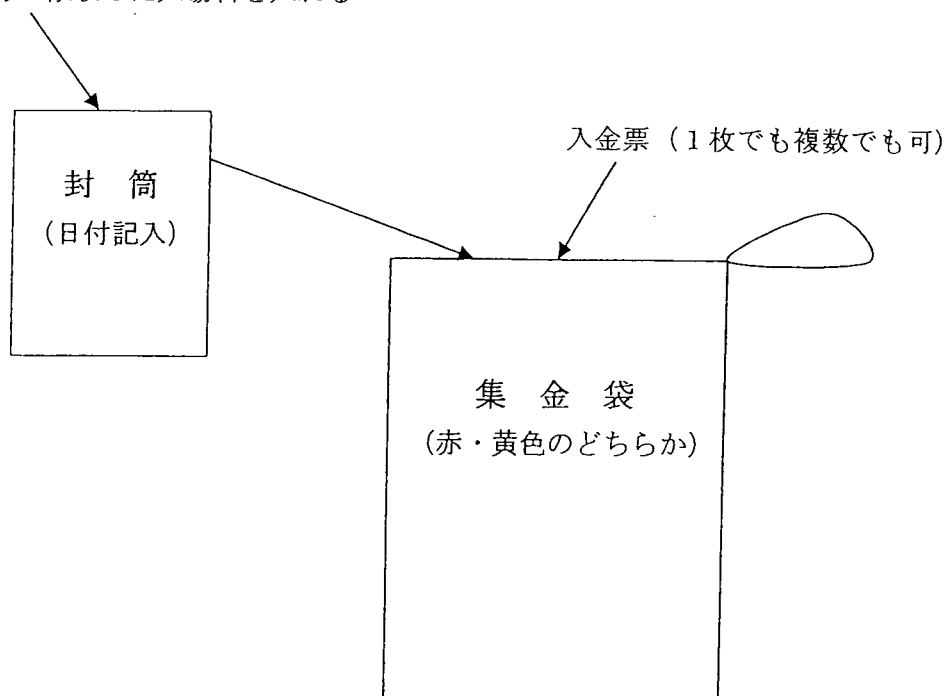 入金票（１枚でも複数でも可）
封　筒
（日付記入）
集　金　袋
（赤・黄色のどちらか）